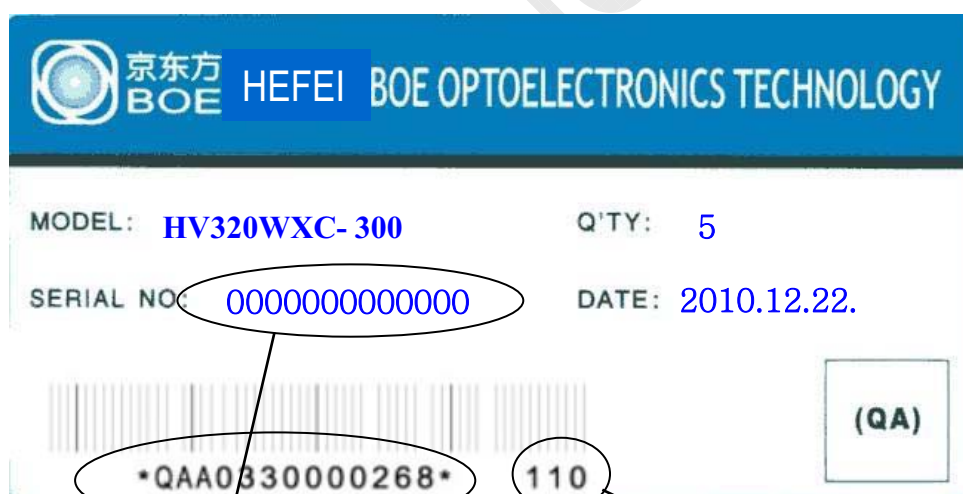 京东方
BOE HEFEI BOE OPTOELECTRONICS TECHNOLOGY
MODEL: HV320WXC- 300 Q'TY: 5
SERIAL NO: 0000000000000 DATE: 2010.12.22.
(QA)
*QAA0330000268* 110